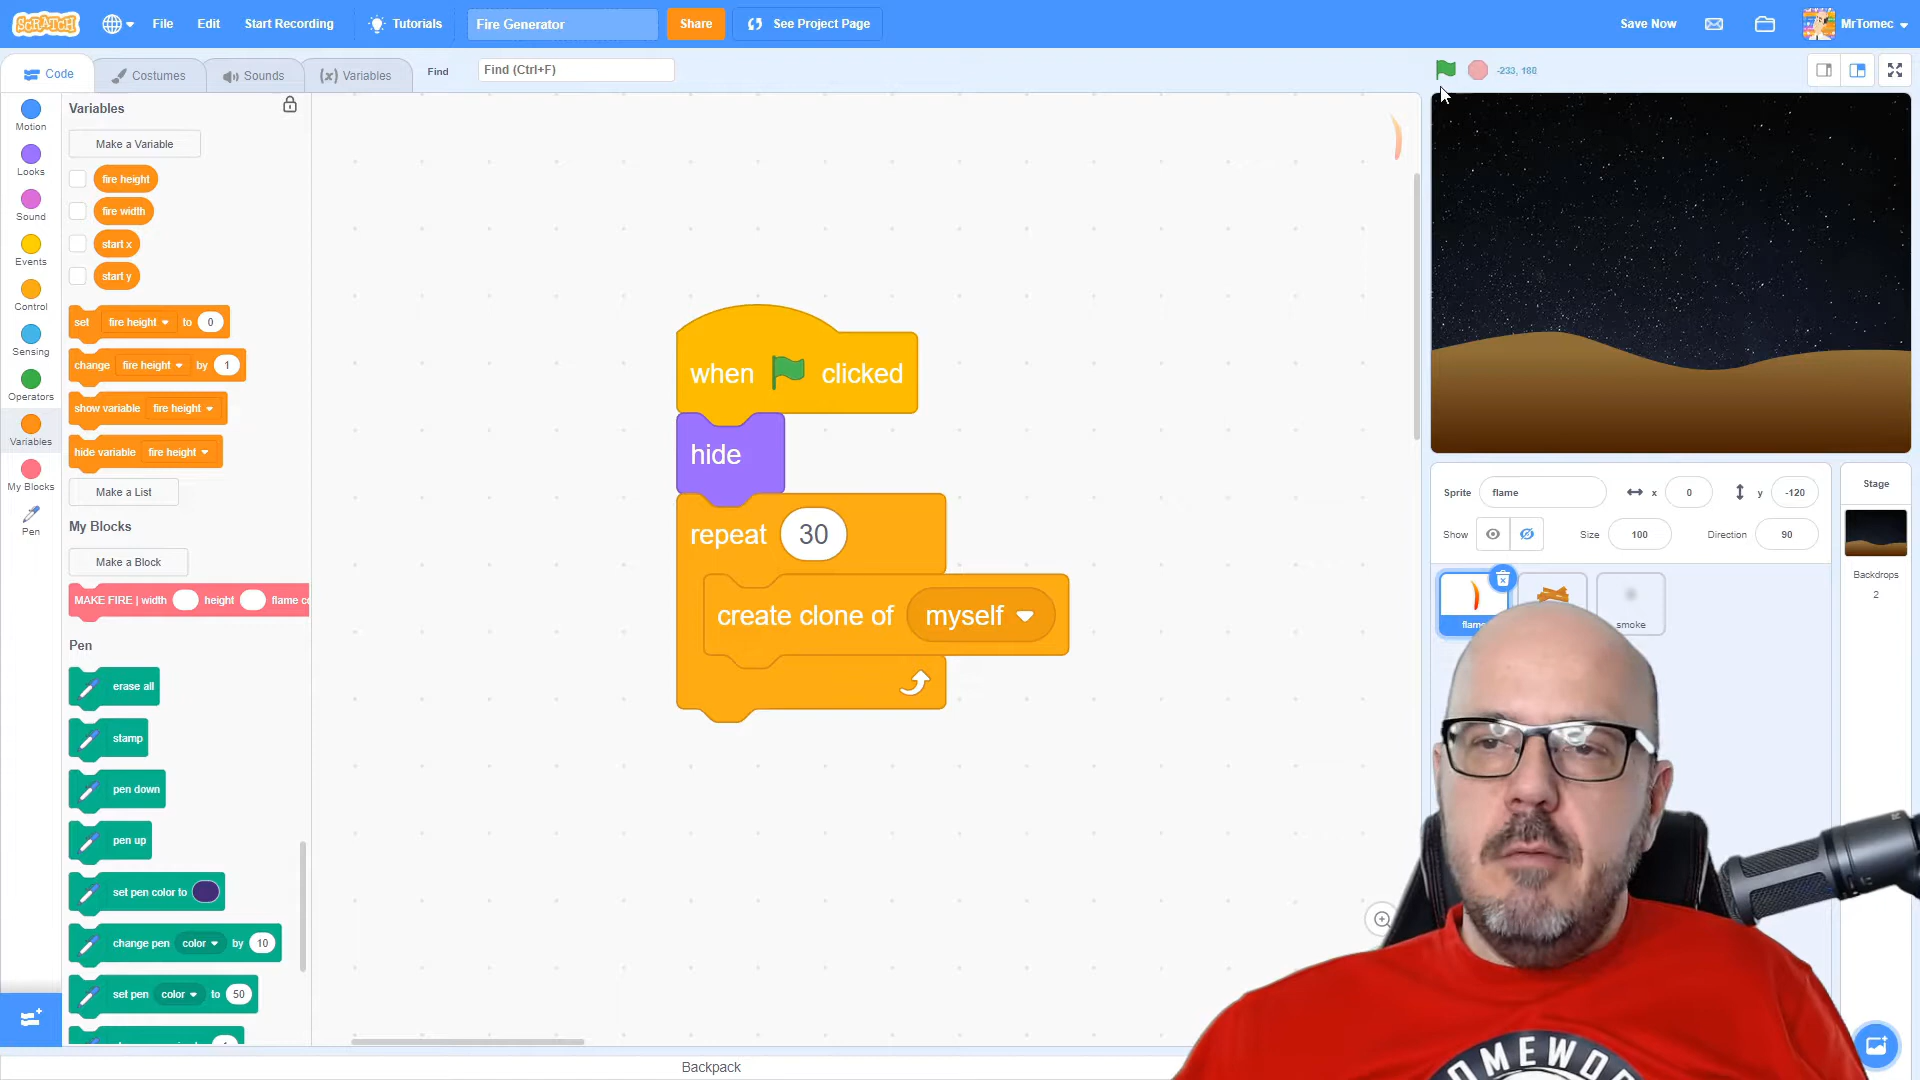 SCRATCH
File
Edit
Start Recording
Tutorials
Fire Generator
Share
See Project Page
Save Now
MrTomec
Code
Costumes
Sounds
(x) Variables
Find
Find (Ctrl+F)
-233, 180
Motion
Looks
Sound
Events
Control
Sensing
Operators
Variables
My Blocks
Pen
Variables
Make a Variable
fire height
fire width
start x
start y
set fire height to 0
change fire height by 1
show variable fire height
hide variable fire height
Make a List
My Blocks
Make a Block
MAKE FIRE | width height flame
Pen
erase all
stamp
pen down
pen up
set pen color to
change pen color by 10
set pen color to 50
when clicked
hide
repeat 30
create clone of myself
Sprite flame x 0 y -120
Show Size 100 Direction 90
smoke
Stage
Backdrops
2
Backpack